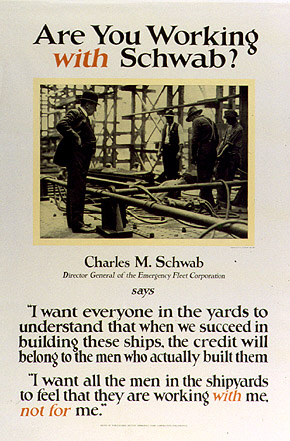 Are You Working
with Schwab?
Charles M. Schwab
Director General of the Emergency Fleet Corporation
says
"I want everyone in the yards to
understand that when we succeed in
building these ships, the credit will
belong to the men who actually built them
"I want all the men in the shipyards
to feel that they are working with me,
not for me."